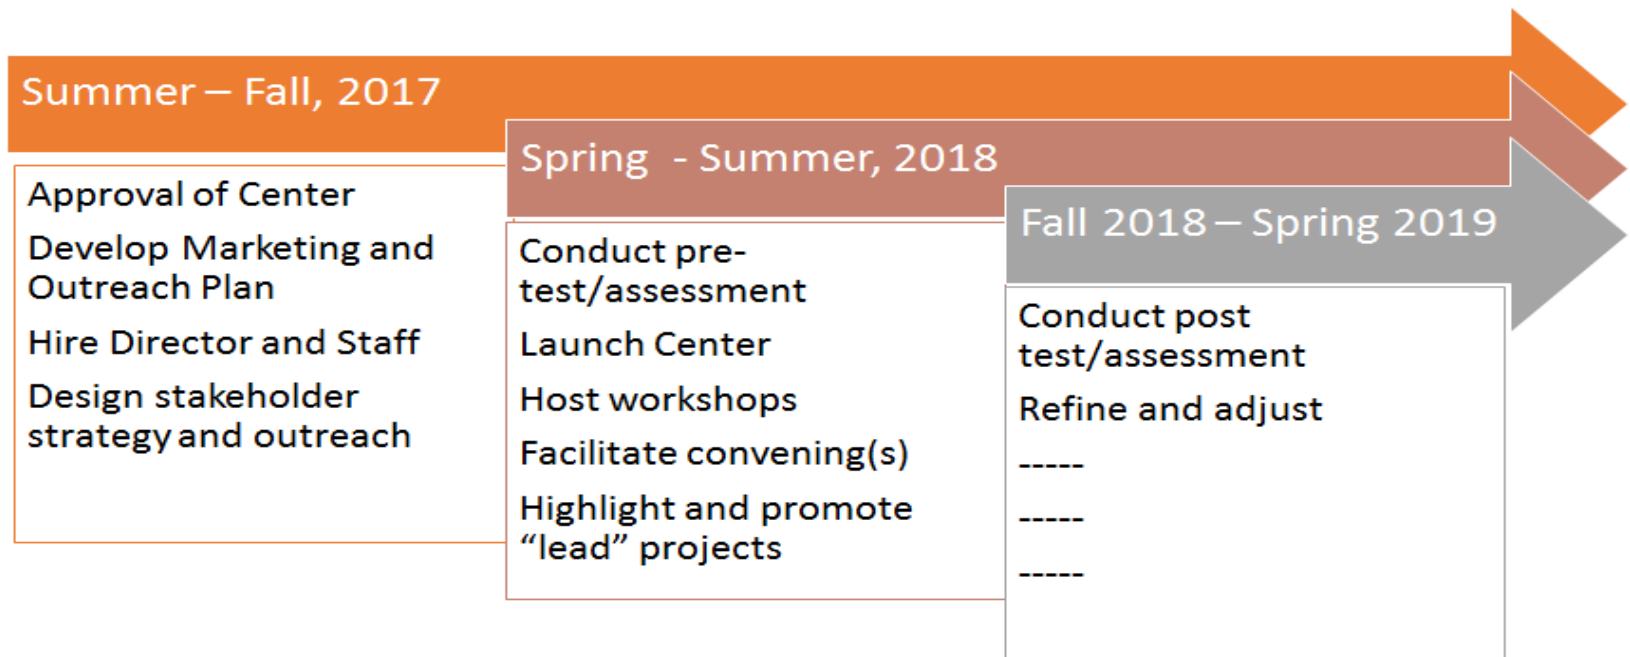 Summer – Fall, 2017
Approval of Center
Develop Marketing and
Outreach Plan
Hire Director and Staff
Design stakeholder
strategy and outreach
Spring  - Summer, 2018
Conduct pre-
test/assessment
Launch Center
Host workshops
Facilitate convening(s)
Highlight and promote
“lead” projects
Fall 2018 – Spring 2019
Conduct post
test/assessment
Refine and adjust
-----
-----
-----